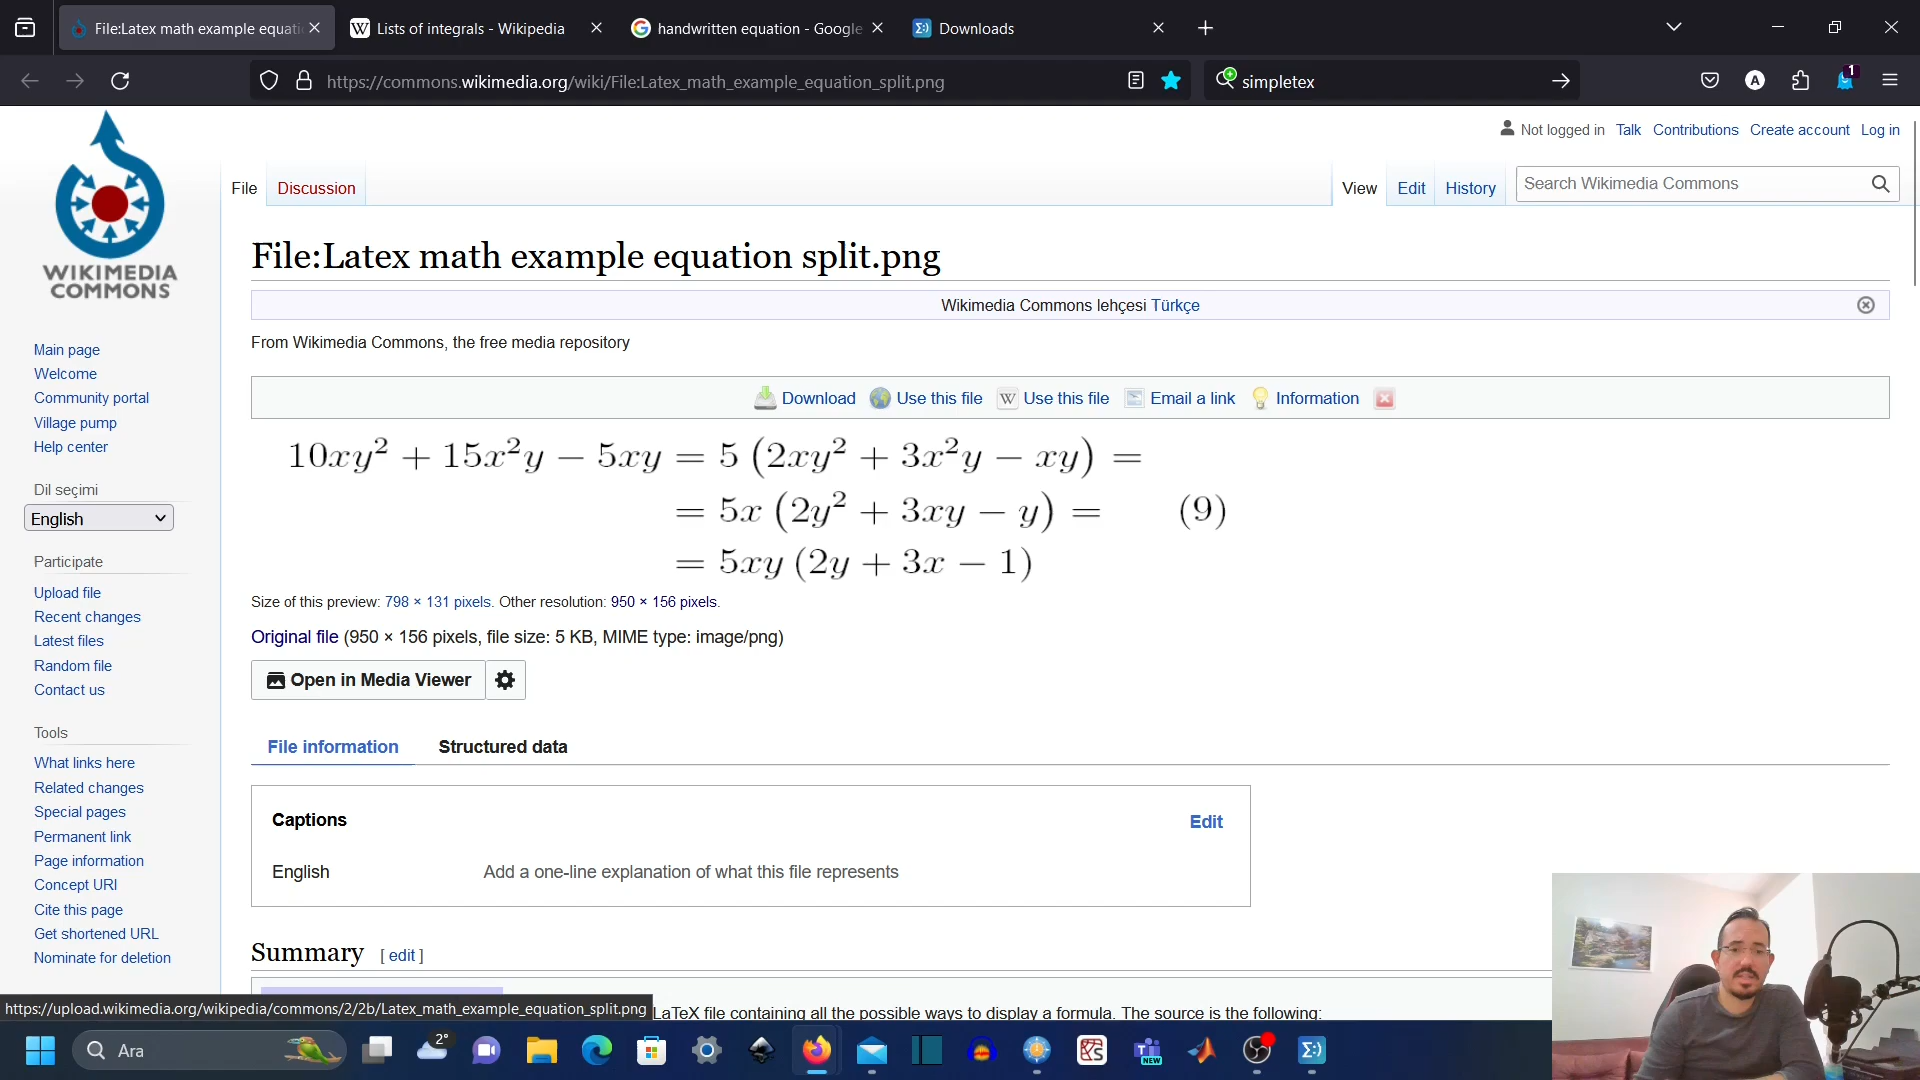 File:Latex math example equati
Lists of integrals - Wikipedia
handwritten equation - Google
Downloads
https://commons.wikimedia.org/wiki/File:Latex_math_example_equation_split.png
simpletex
A
1
Not logged in Talk Contributions Create account Log in
WIKIMEDIA
COMMONS
File Discussion
View Edit History
Search Wikimedia Commons
File:Latex math example equation split.png
Wikimedia Commons lehçesi Türkçe
From Wikimedia Commons, the free media repository
Download Use this file W Use this file Email a link Information
10xy² + 15x²y − 5xy = 5 (2xy² + 3x²y − xy) =
= 5x (2y² + 3xy − y) = (9)
= 5xy (2y + 3x − 1)
Size of this preview: 798 × 131 pixels. Other resolution: 950 × 156 pixels.
Original file (950 × 156 pixels, file size: 5 KB, MIME type: image/png)
Open in Media Viewer
File information Structured data
Captions Edit
English Add a one-line explanation of what this file represents
Summary [ edit ]
LaTeX file containing all the possible ways to display a formula. The source is the following:
Main page
Welcome
Community portal
Village pump
Help center
Dil seçimi
English
Participate
Upload file
Recent changes
Latest files
Random file
Contact us
Tools
What links here
Related changes
Special pages
Permanent link
Page information
Concept URI
Cite this page
Get shortened URL
Nominate for deletion
https://upload.wikimedia.org/wikipedia/commons/2/2b/Latex_math_example_equation_split.png
Ara
2°
NEW